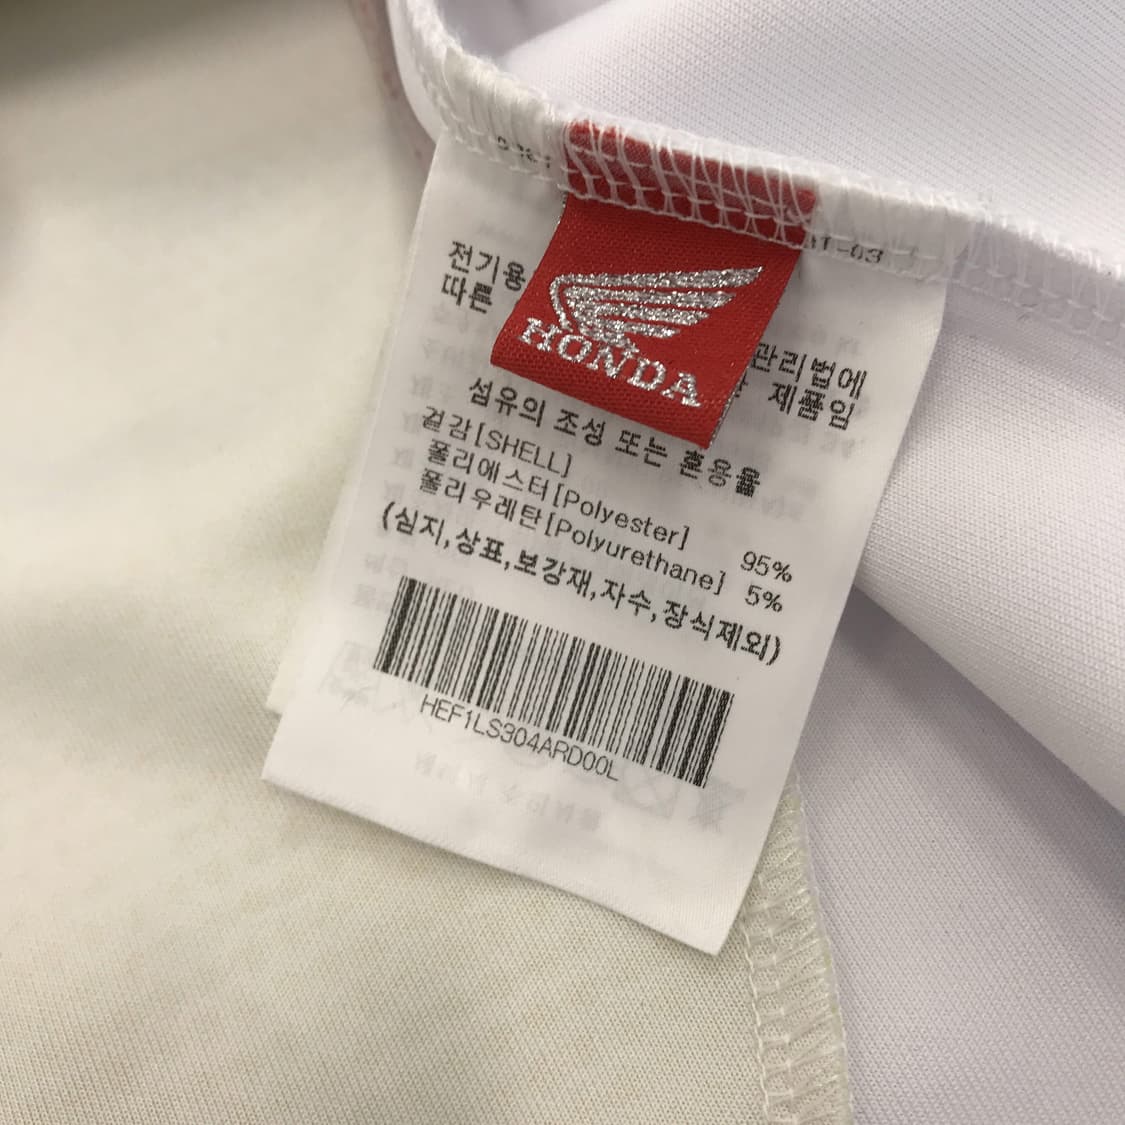 전기용
관리법에
따른
제품임
HONDA
섬유의 조성 또는 혼용율
겉감[SHELL]
폴리에스터[Polyester] 95%
폴리우레탄[Polyurethane] 5%
(심지,상표,보강재,자수,장식제외)
HEF1LS304ARD00L